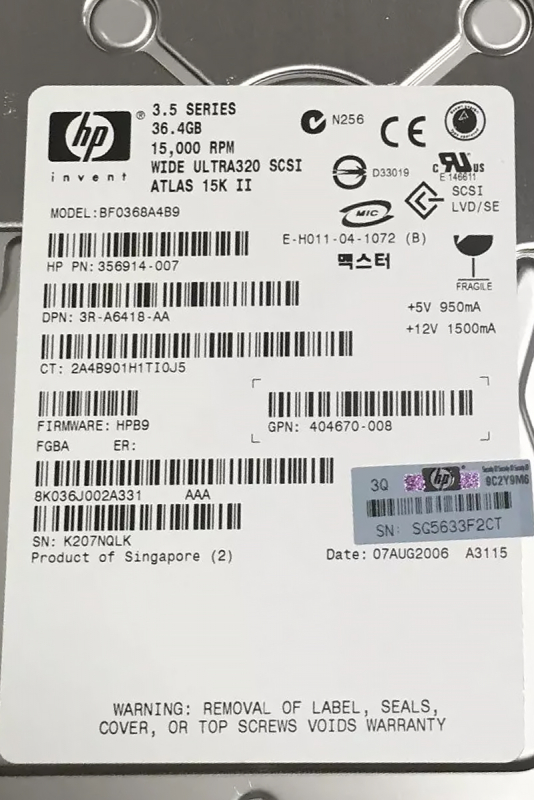 hp
®
invent
3.5 SERIES
36.4GB
15,000 RPM
WIDE ULTRA320 SCSI
ATLAS 15K II
N256
CE
D33019
C UL US
E 146611
SCSI
LVD/SE
MODEL:BF0368A4B9
MIC
E-H011-04-1072 (B)
맥스터
FRAGILE
HP PN:356914-007
+5V 950mA
+12V 1500mA
DPN: 3R-A6418-AA
CT: 2A4B901H1TI0J5
FIRMWARE: HPB9
GPN: 404670-008
FGBA ER:
8K036J002A331 AAA
3Q hp 9C2Y9M6
SN: SG5633F2CT
SN: K207NQLK
Product of Singapore (2)
Date: 07AUG2006 A3115
WARNING: REMOVAL OF LABEL, SEALS,
COVER, OR TOP SCREWS VOIDS WARRANTY